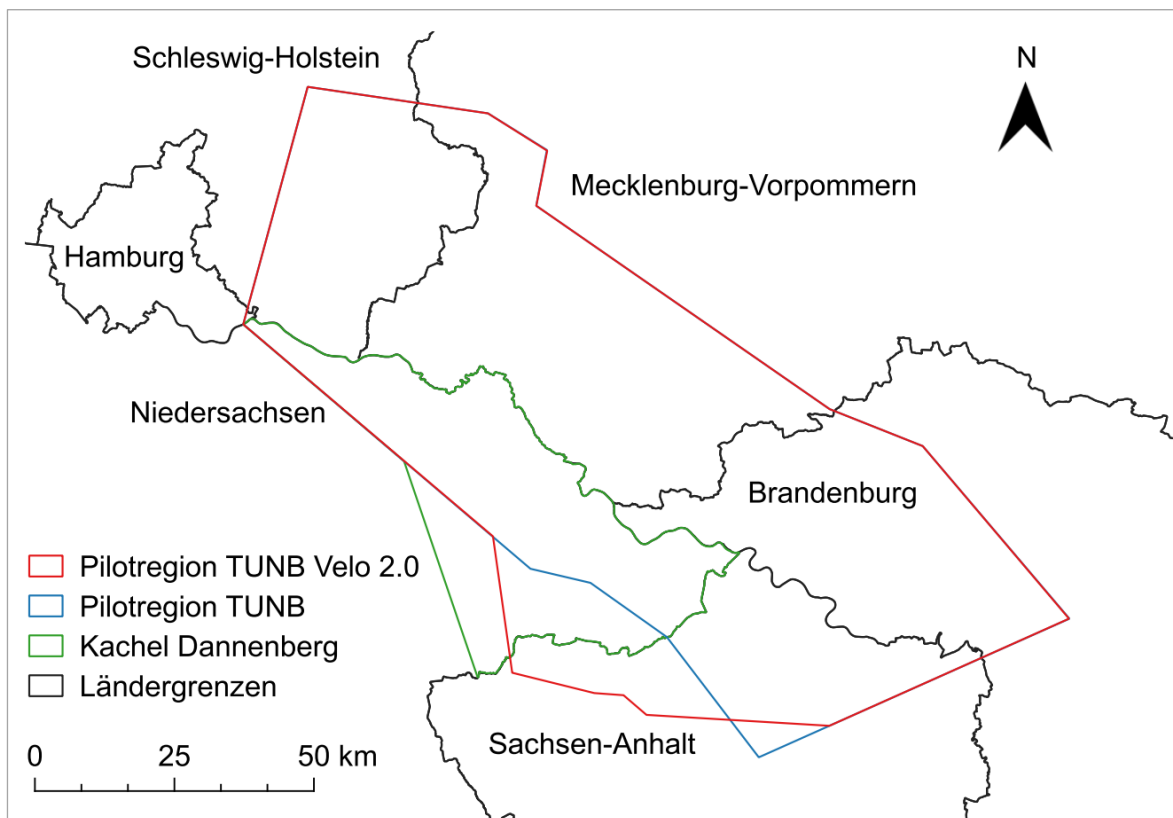 Schleswig-Holstein
N
Mecklenburg-Vorpommern
Hamburg
Niedersachsen
Brandenburg
Pilotregion TUNB Velo 2.0
Pilotregion TUNB
Kachel Dannenberg
Ländergrenzen
Sachsen-Anhalt
0 25 50 km